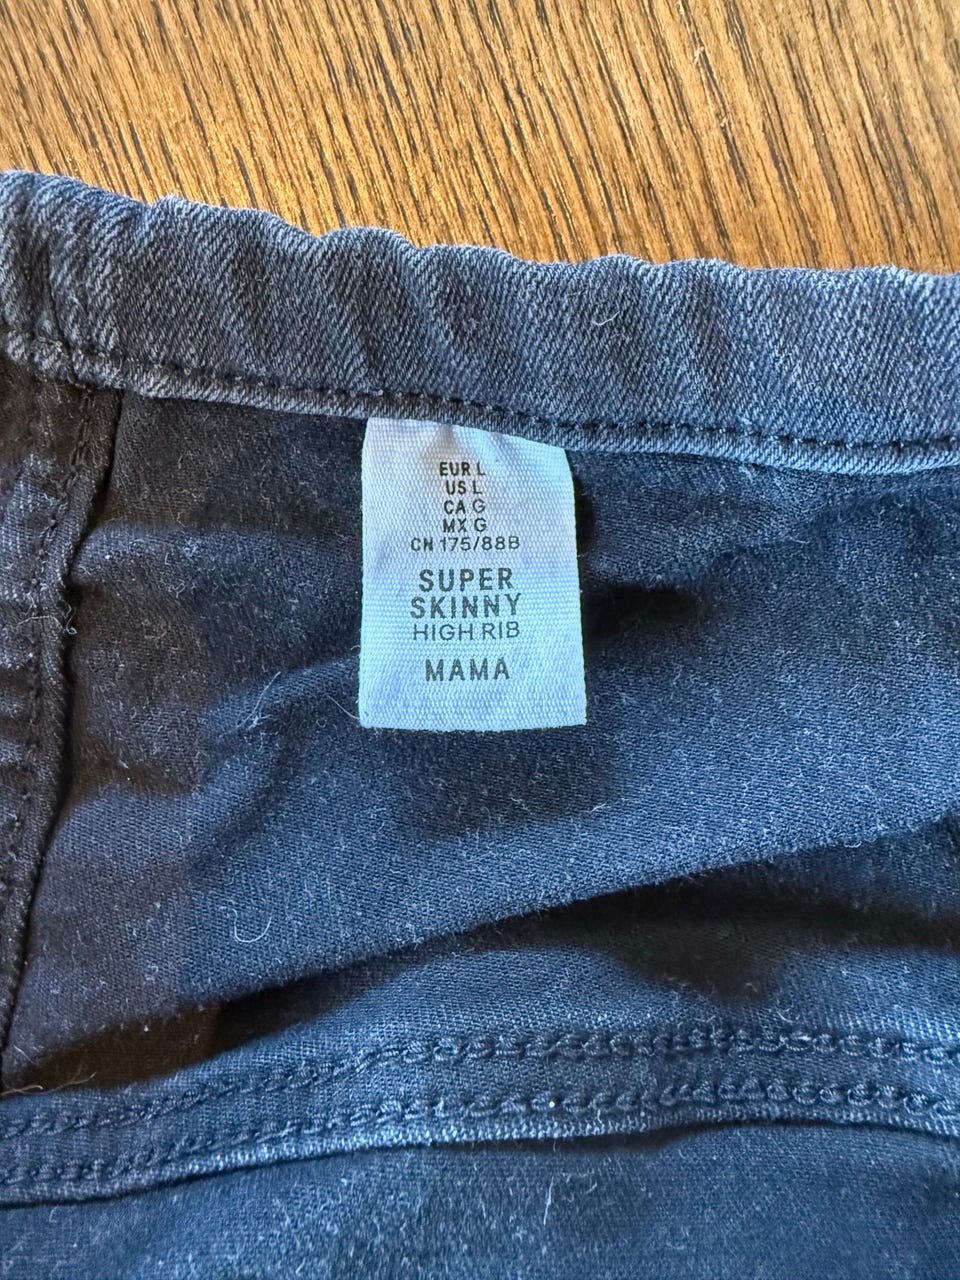 EUR L
US L
CA G
MX G
CN 175/88B
SUPER
SKINNY
HIGH RIB
MAMA